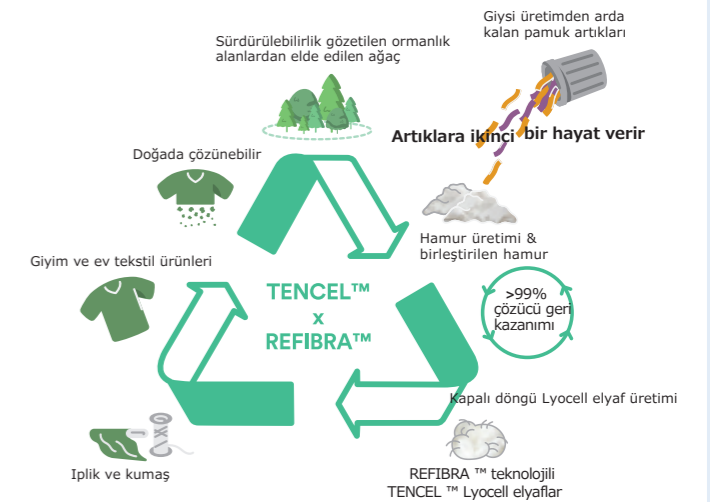 Giysi üretimden arda
kalan pamuk artıkları
Sürdürülebilirlik gözetilen ormanlık
alanlardan elde edilen ağaç
Artıklara ikinci bir hayat verir
Doğada çözünebilir
Hamur üretimi &
birleştirilen hamur
Giyim ve ev tekstil ürünleri
TENCEL™
x
REFIBRA™
>99%
çözücü geri
kazanımı
Kapalı döngü Lyocell elyaf üretimi
Iplik ve kumaş
REFIBRA ™ teknolojili
TENCEL ™ Lyocell elyaflar